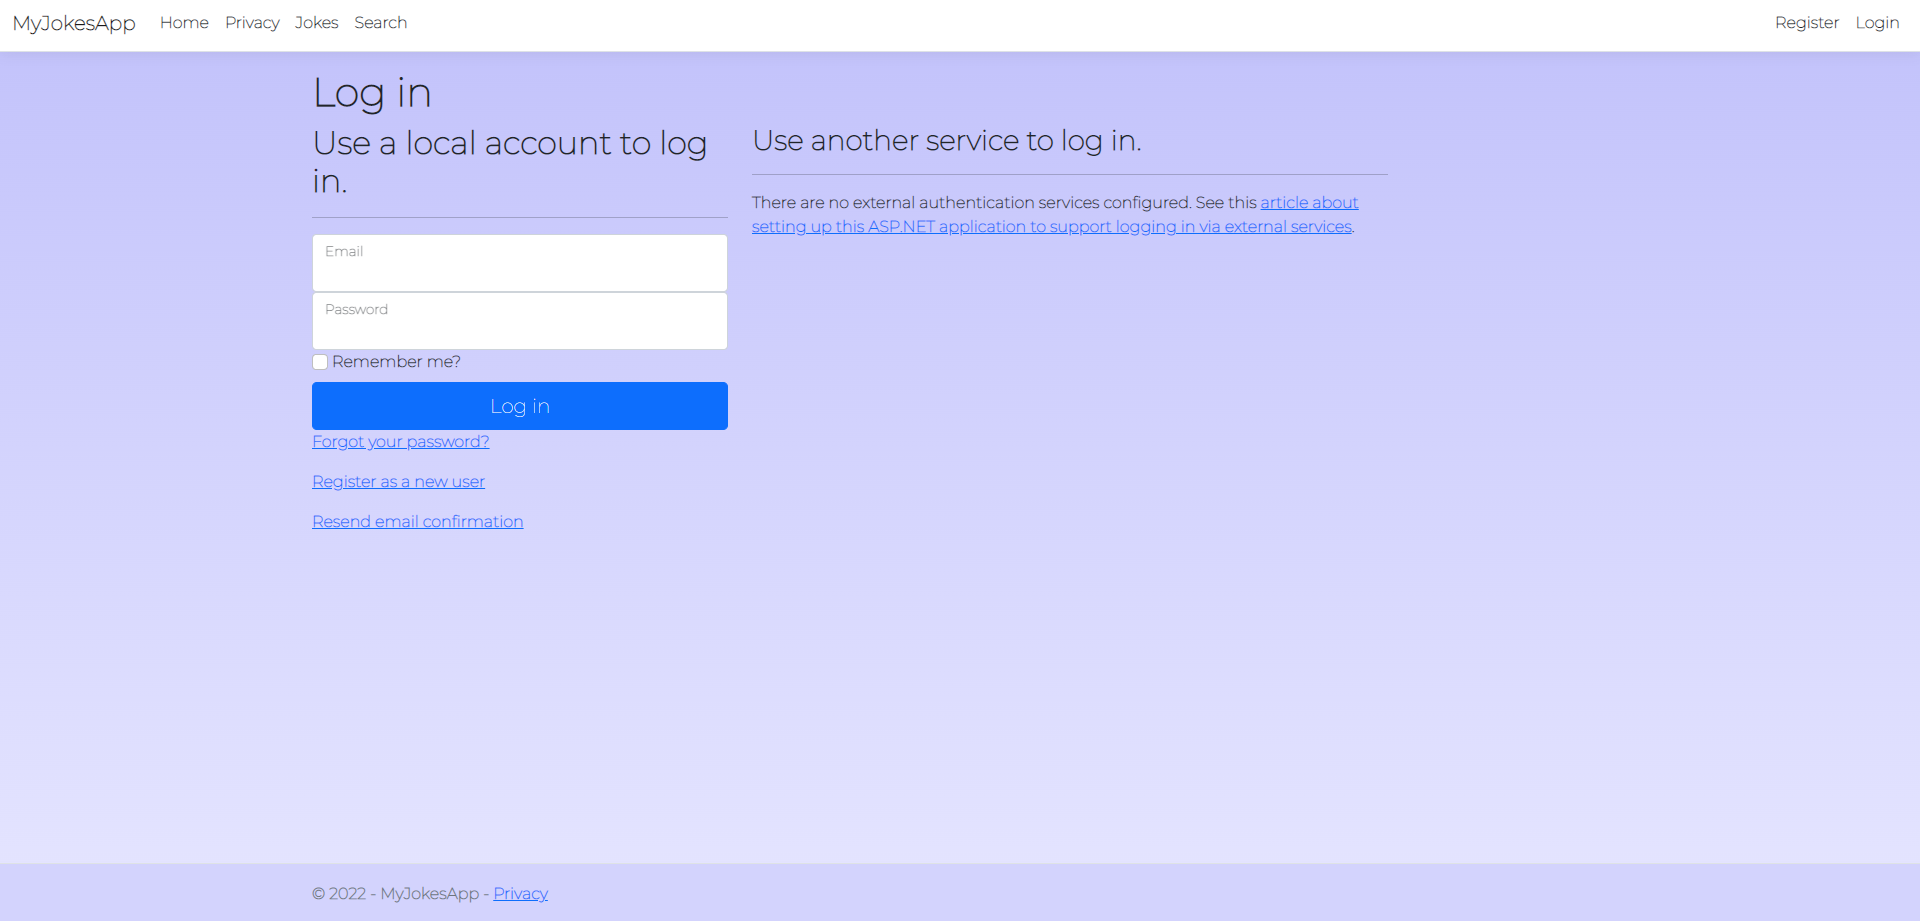 MyJokesApp Home Privacy Jokes Search Register Login
Log in
Use a local account to log
in.
Email
Password
Remember me?
Log in
Forgot your password?
Register as a new user
Resend email confirmation
Use another service to log in.
There are no external authentication services configured. See this article about
setting up this ASP.NET application to support logging in via external services.
© 2022 - MyJokesApp - Privacy